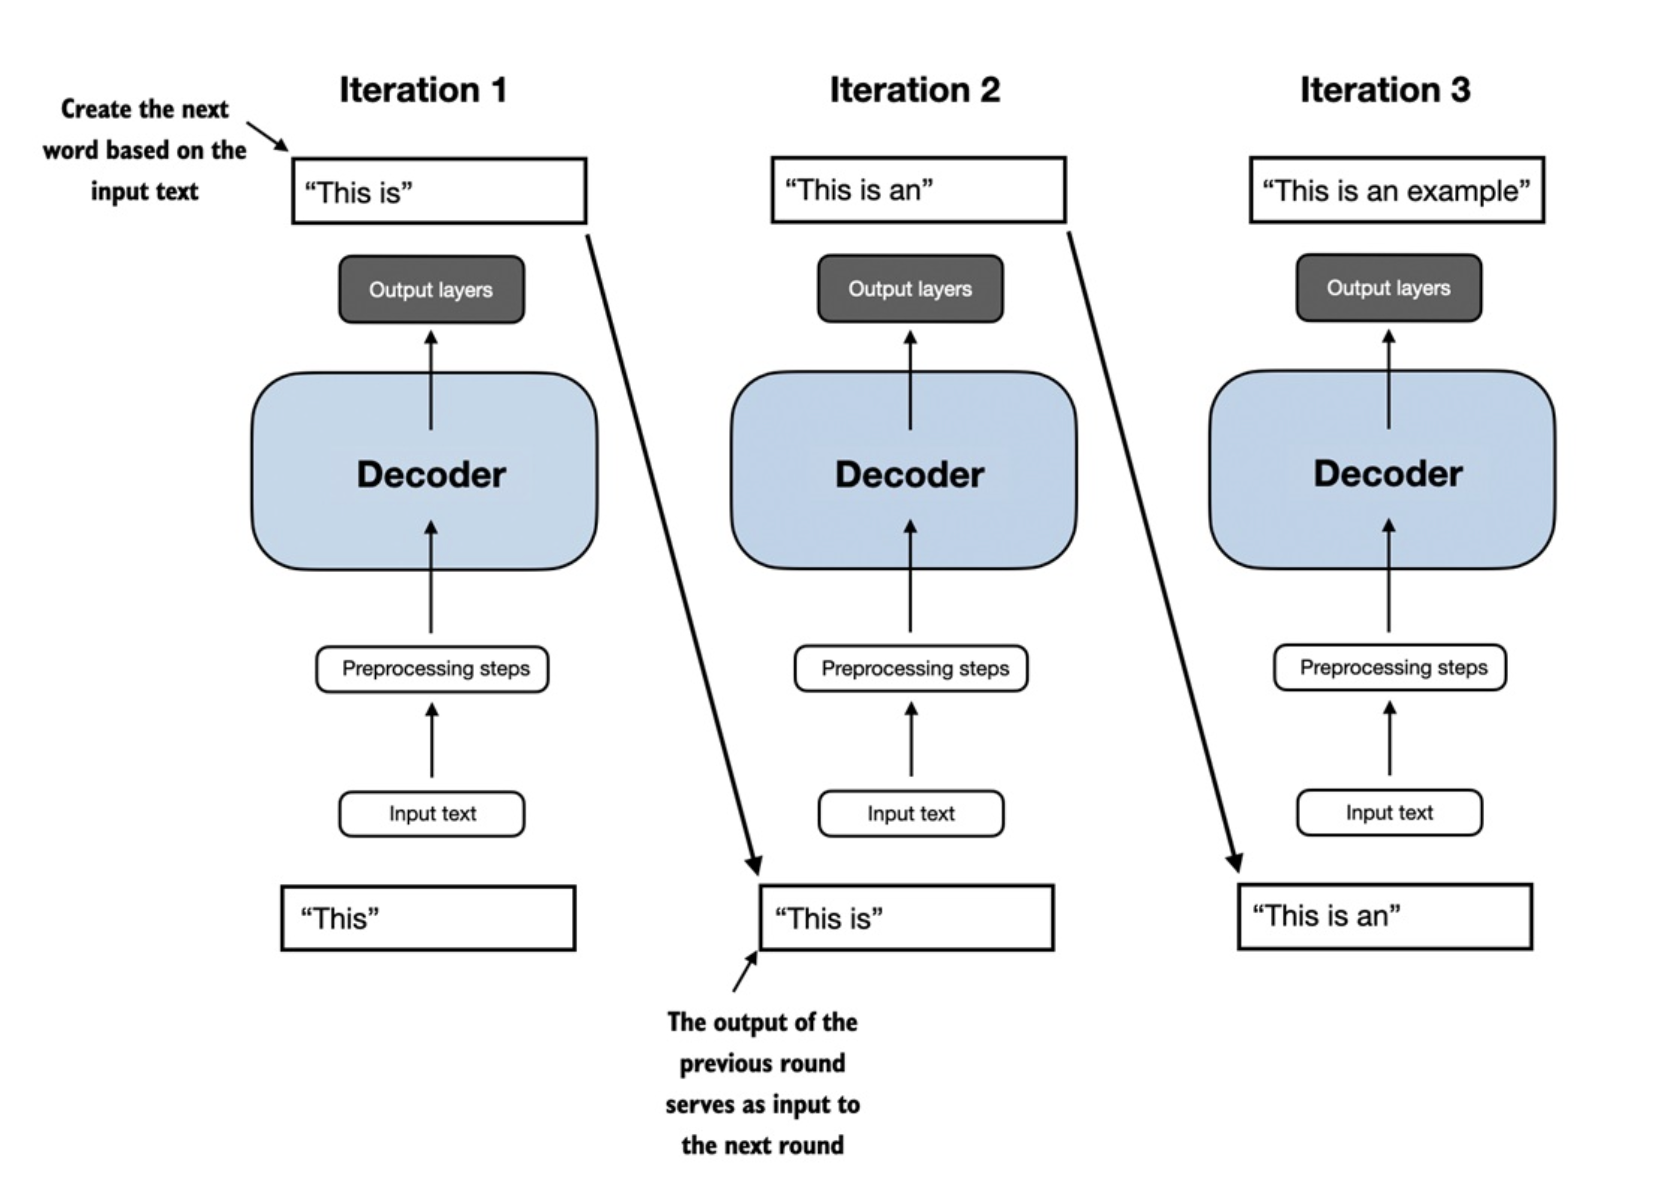 Iteration 1
Iteration 2
Iteration 3
Create the next
word based on the
input text
“This is”
“This is an”
“This is an example”
Output layers
Output layers
Output layers
Decoder
Decoder
Decoder
Preprocessing steps
Preprocessing steps
Preprocessing steps
Input text
Input text
Input text
“This”
“This is”
“This is an”
The output of the
previous round
serves as input to
the next round